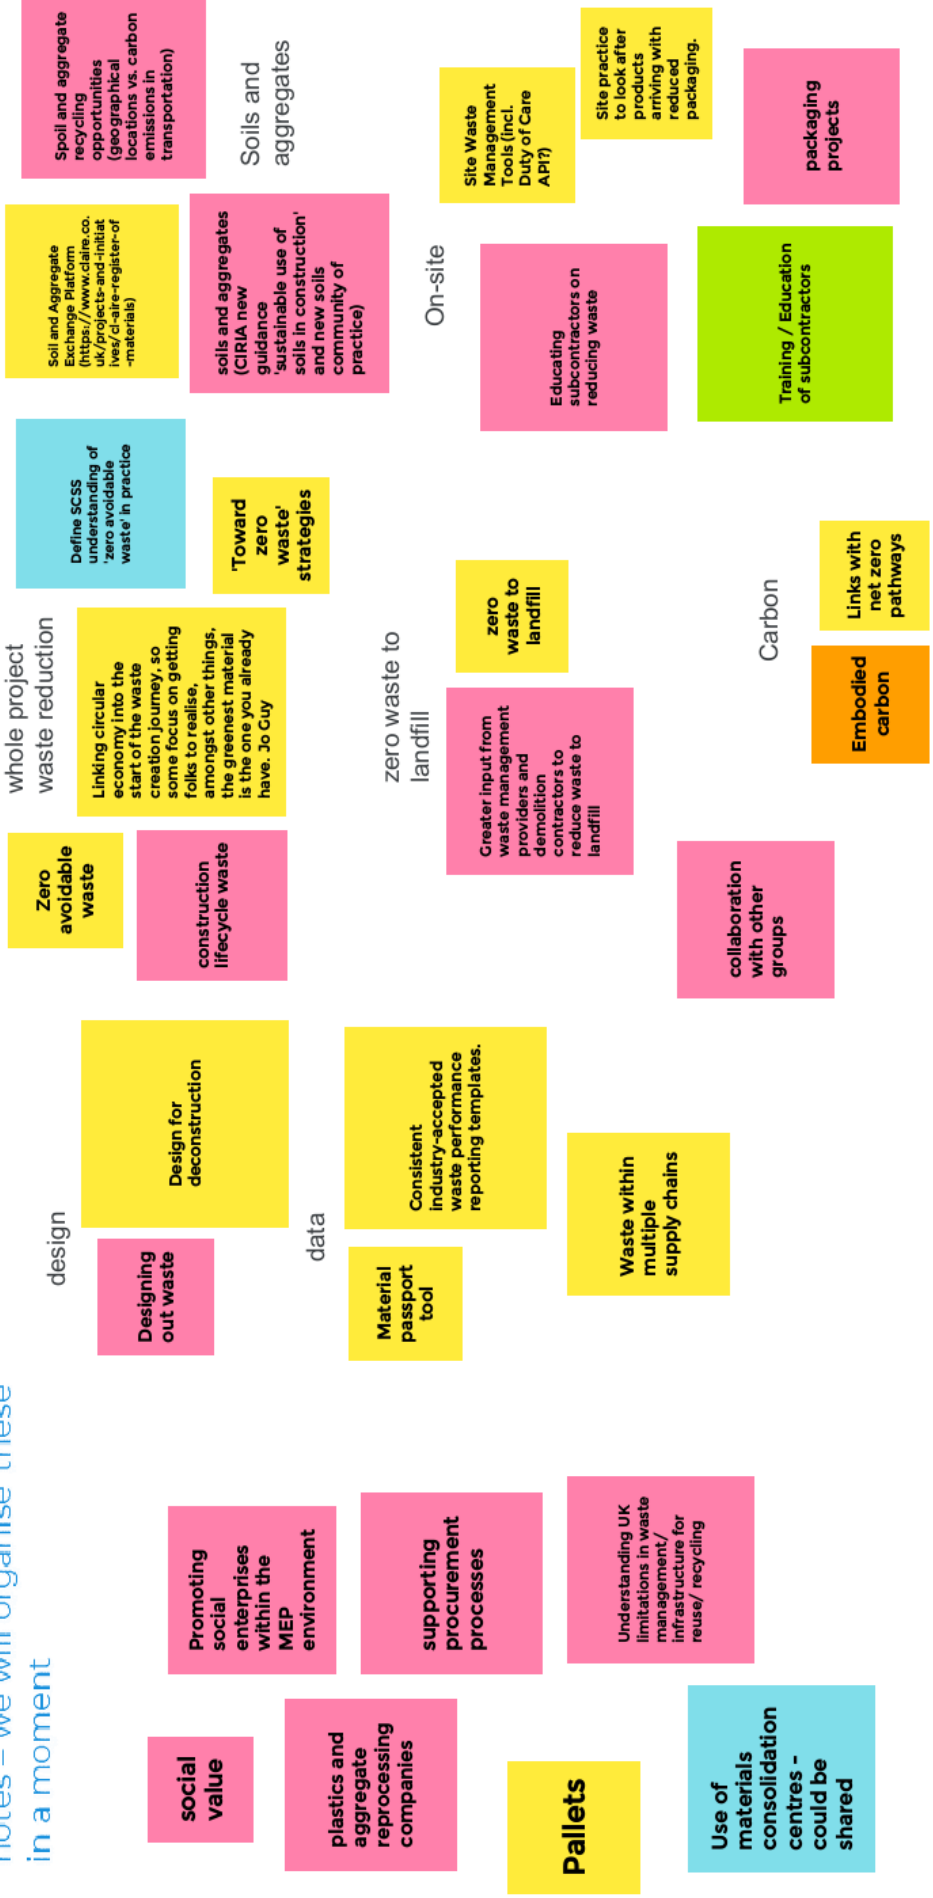 notes – we will organise these
in a moment
social
value
Promoting
social
enterprises
within the
MEP
environment
plastics and
aggregate
reprocessing
companies
supporting
procurement
processes
Pallets
Understanding UK
limitations in waste
management/
infrastructure for
reuse/ recycling
Use of
materials
consolidation
centres -
could be
shared
design
Designing
out waste
Design for
deconstruction
data
Material
passport
tool
Consistent
industry-accepted
waste performance
reporting templates.
Waste within
multiple
supply chains
whole project
waste reduction
Zero
avoidable
waste
construction
lifecycle waste
Linking circular
economy into the
start of the waste
creation journey, so
some focus on getting
folks to realise,
amongst other things,
the greenest material
is the one you already
have. Jo Guy
Define SCSS
understanding of
'zero avoidable
waste' in practice
'Toward
zero
waste'
strategies
zero waste to
landfill
Greater input from
waste management
providers and
demolition
contractors to
reduce waste to
landfill
zero
waste to
landfill
collaboration
with other
groups
Carbon
Embodied
carbon
Links with
net zero
pathways
Soil and Aggregate
Exchange Platform
(https://www.claire.co.
uk/projects-and-initiat
ives/cl-aire-register-of
-materials)
Spoil and aggregate
recycling
opportunities
(geographical
locations vs. carbon
emissions in
transportation)
soils and aggregates
(CIRIA new
guidance
'sustainable use of
soils in construction'
and new soils
community of
practice)
Soils and
aggregates
On-site
Site Waste
Management
Tools (incl.
Duty of Care
API?)
Site practice
to look after
products
arriving with
reduced
packaging.
Educating
subcontractors on
reducing waste
Training / Education
of subcontractors
packaging
projects